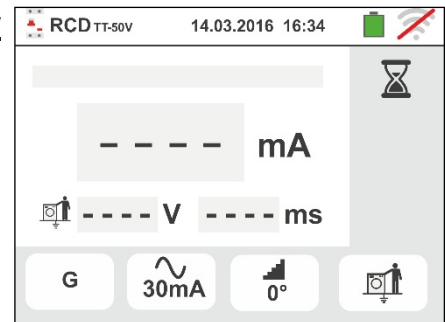 RCD TT-50V 14.03.2016 16:34
- - - - mA
- - - - V - - - - ms
G 30mA 0°